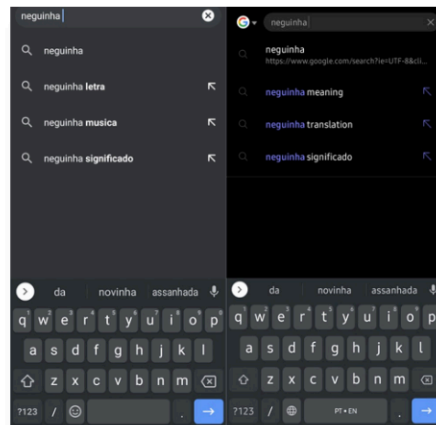 neguinha
neguinha
neguinha letra
neguinha musica
neguinha significado
da novinha assanhada
q w e r t y u i o p
a s d f g h j k l
z x c v b n m
?123 / .
neguinha
neguinha
https://www.google.com/search?ie=UTF-8&cli...
neguinha meaning
neguinha translation
neguinha significado
da novinha assanhada
q w e r t y u i o p
a s d f g h j k l
z x c v b n m
?123 / PT • EN .